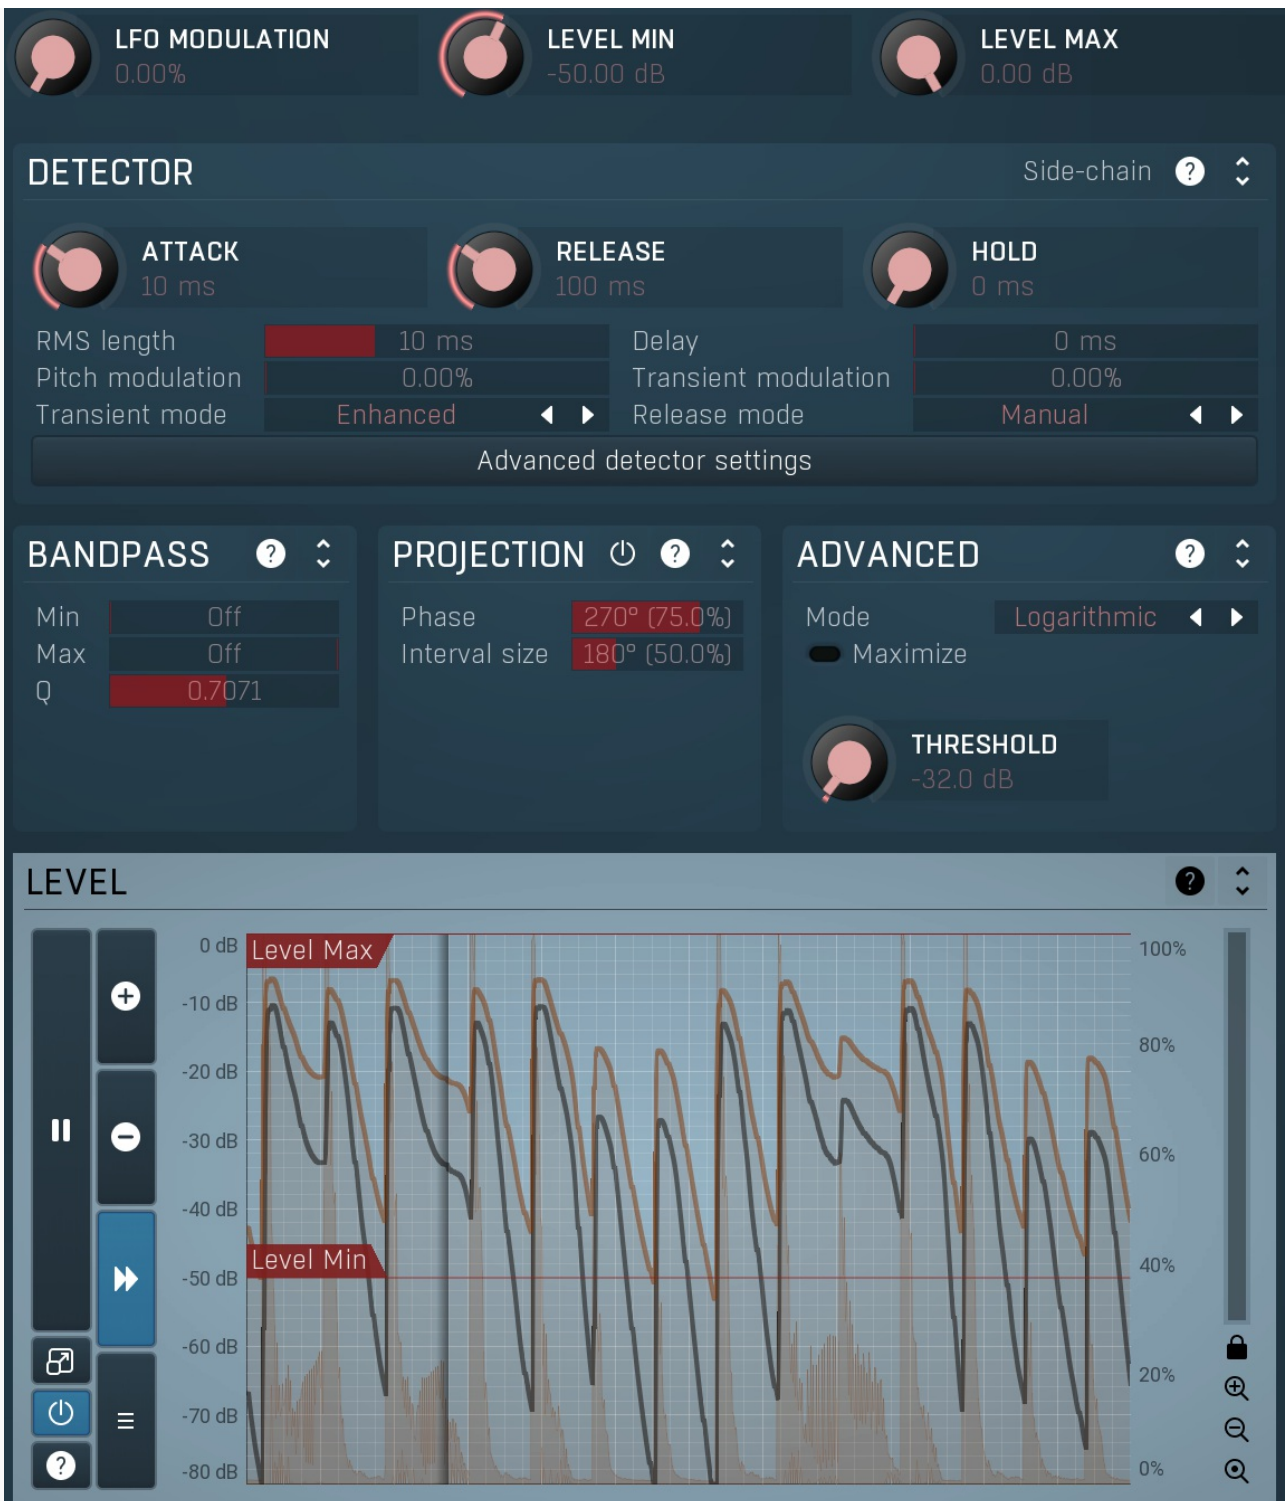 LFO MODULATION LEVEL MIN LEVEL MAX
0.00% -50.00 dB 0.00 dB
DETECTOR Side-chain ?
ATTACK RELEASE HOLD
10 ms 100 ms 0 ms
RMS length 10 ms Delay 0 ms
Pitch modulation 0.00% Transient modulation 0.00%
Transient mode Enhanced Release mode Manual
Advanced detector settings
BANDPASS ? PROJECTION ? ADVANCED ?
Min Off Phase 270° (75.0%) Mode Logarithmic
Max Off Interval size 180° (50.0%) Maximize
Q 0.7071
THRESHOLD
-32.0 dB
LEVEL ?
0 dB Level Max 100%
-10 dB
80%
-20 dB
-30 dB
60%
-40 dB
Level Min 40%
-50 dB
-60 dB
20%
-70 dB
? -80 dB 0%